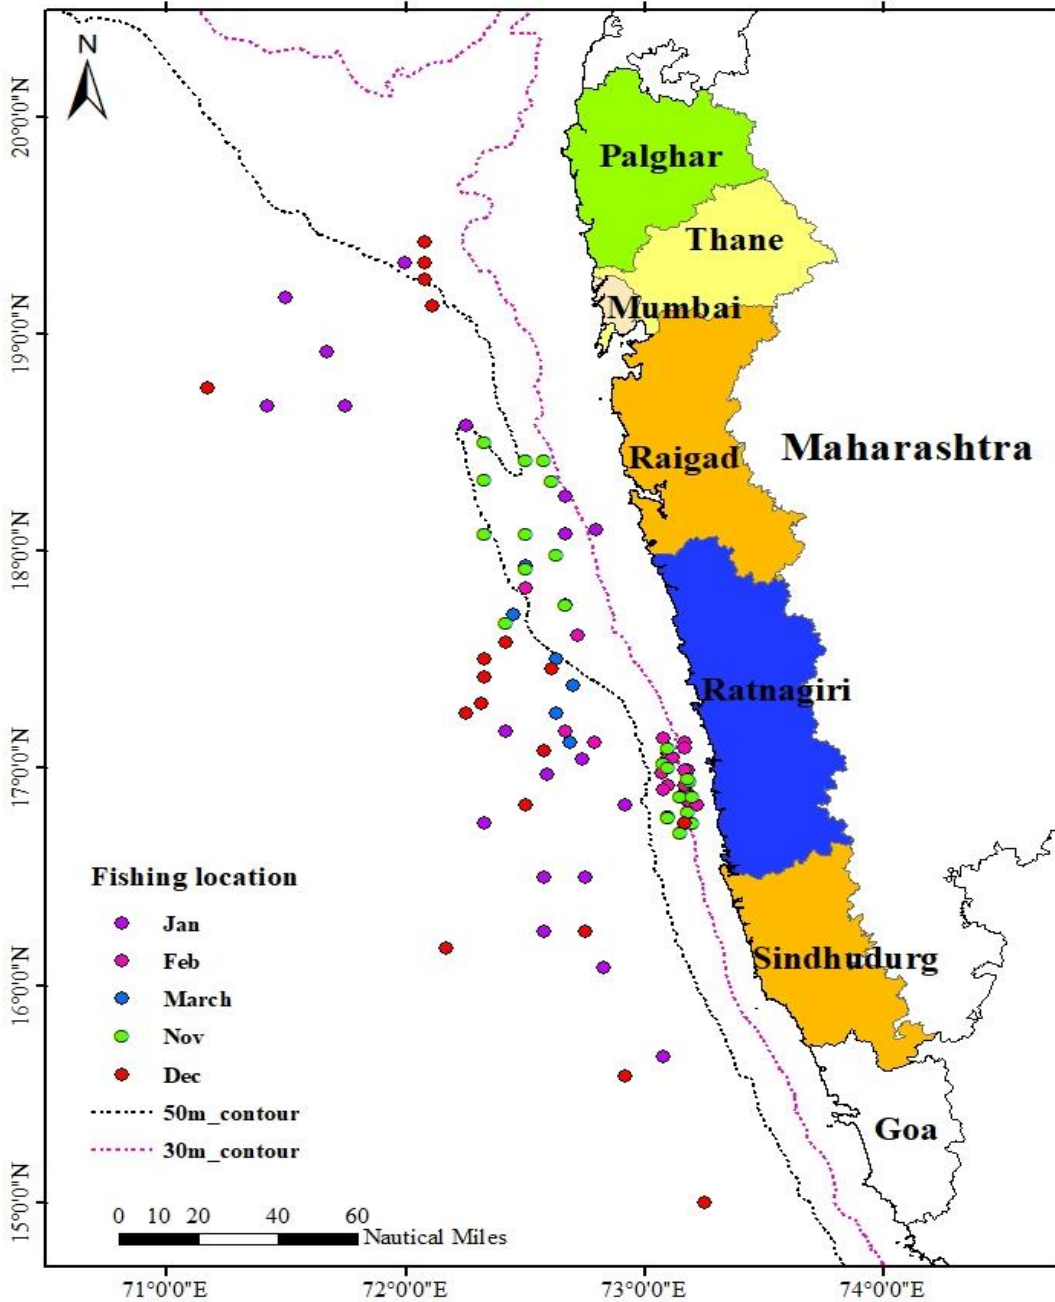 N
20°0'0"N
19°0'0"N
18°0'0"N
17°0'0"N
16°0'0"N
15°0'0"N
Palghar
Thane
Mumbai
Raigad
Maharashtra
Ratnagiri
Sindhudurg
Goa
Fishing location
Jan
Feb
March
Nov
Dec
50m_contour
30m_contour
0 10 20 40 60
Nautical Miles
71°0'0"E 72°0'0"E 73°0'0"E 74°0'0"E